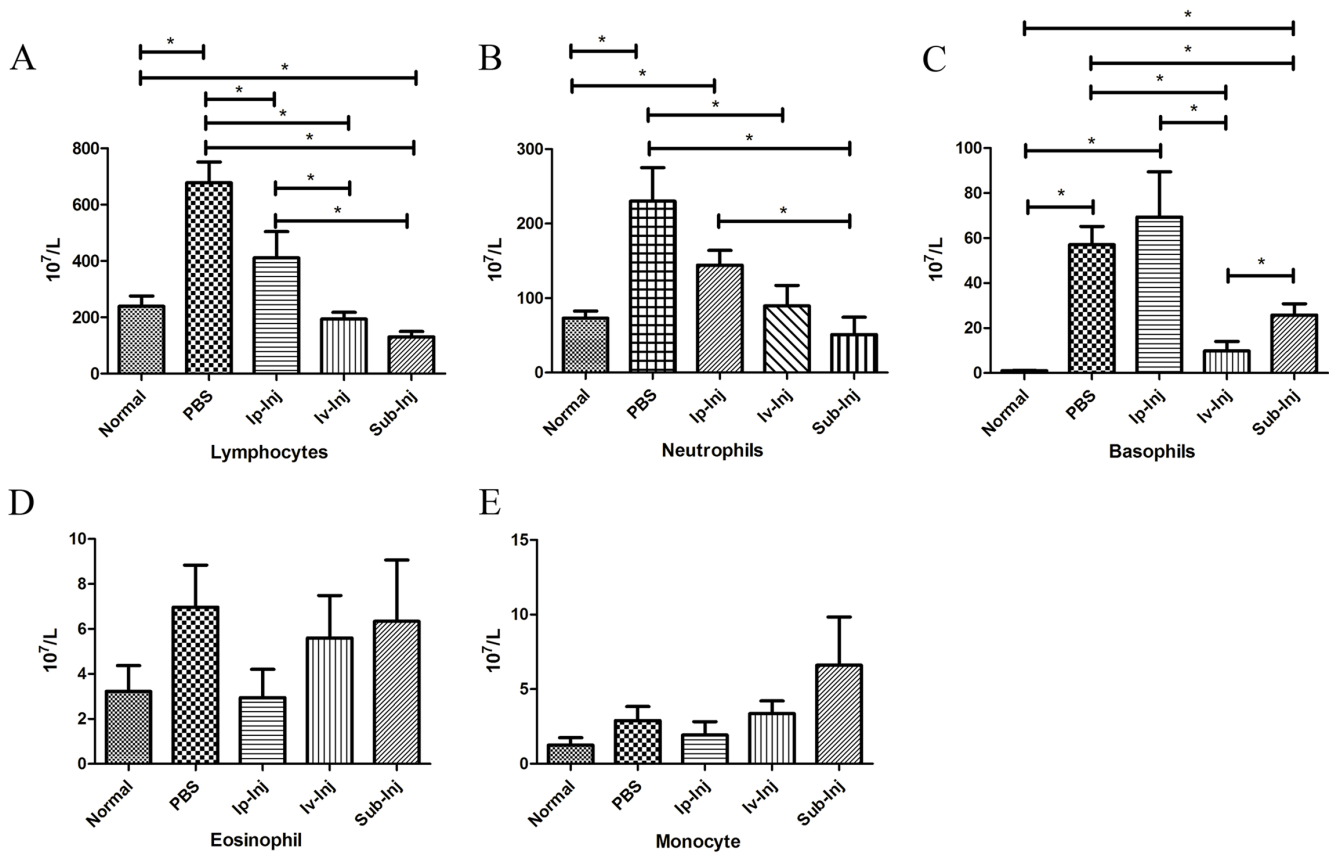 A
*
*
*
*
*
*
*
10⁷/L
800
600
400
200
0
Normal
PBS
Ip-Inj
Iv-Inj
Sub-Inj
Lymphocytes
B
*
*
*
*
*
10⁷/L
300
200
100
0
Normal
PBS
Ip-Inj
Iv-Inj
Sub-Inj
Neutrophils
C
*
*
*
*
*
*
*
10⁷/L
100
80
60
40
20
0
Normal
PBS
Ip-Inj
Iv-Inj
Sub-Inj
Basophils
D
10⁷/L
10
8
6
4
2
0
Normal
PBS
Ip-Inj
Iv-Inj
Sub-Inj
Eosinophil
E
10⁷/L
15
10
5
0
Normal
PBS
Ip-Inj
Iv-Inj
Sub-Inj
Monocyte